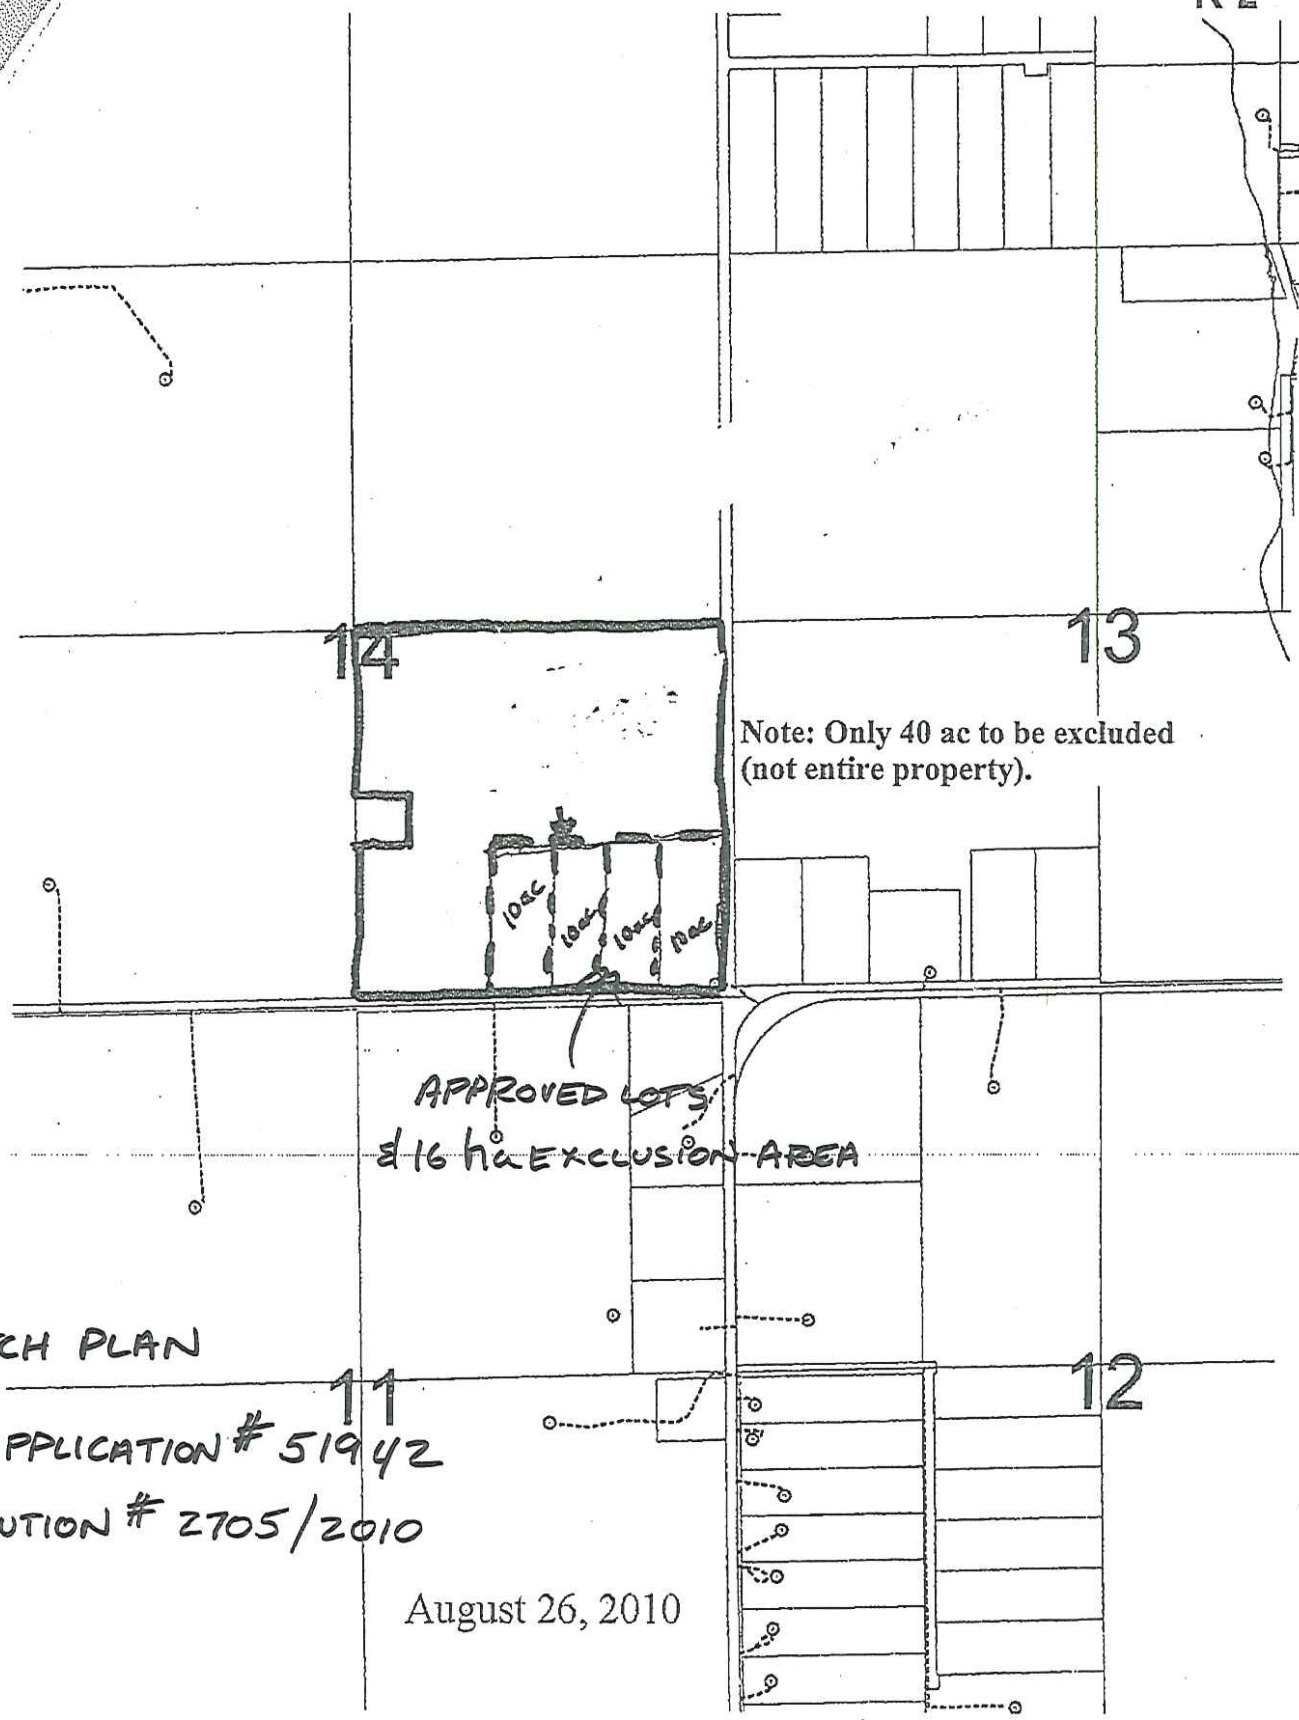 14
13
Note: Only 40 ac to be excluded
(not entire property).
10ac
10ac
10ac
10ac
APPROVED LOTS
& 16 ha EXCLUSION AREA
CH PLAN
11
12
PPLICATION # 51942
UTION # 2705/2010
August 26, 2010